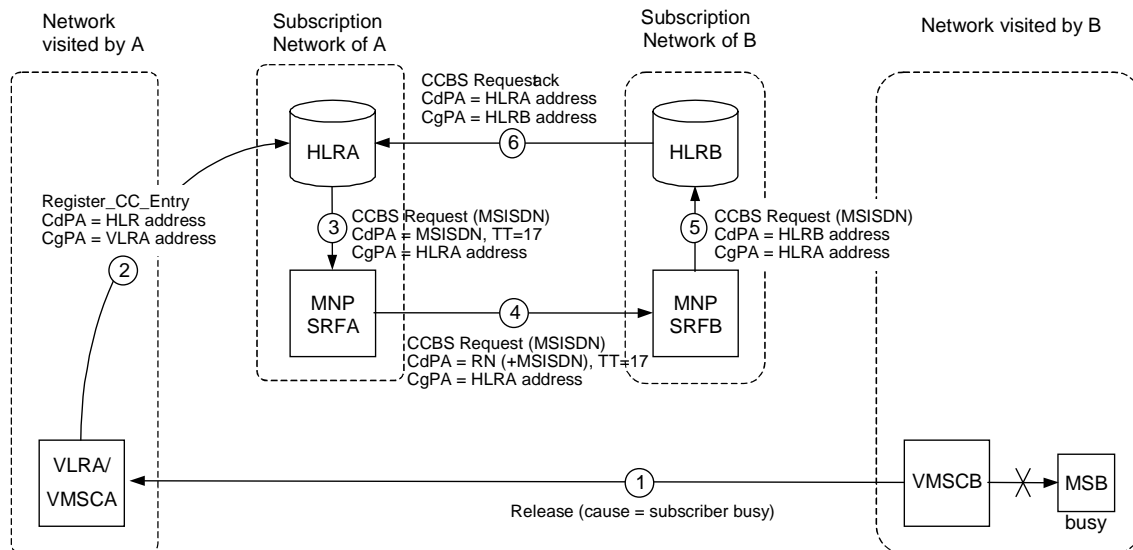 Network
visited by A
Subscription
Network of A
Subscription
Network of B
Network visited by B
CCBS Requestack
CdPA = HLRA address
CgPA = HLRB address
6
HLRA
HLRB
Register_CC_Entry
CdPA = HLR address
CgPA = VLRA address
2
3
CCBS Request (MSISDN)
CdPA = MSISDN, TT=17
CgPA = HLRA address
5
CCBS Request (MSISDN)
CdPA = HLRB address
CgPA = HLRA address
MNP
SRFA
4
MNP
SRFB
CCBS Request (MSISDN)
CdPA = RN (+MSISDN), TT=17
CgPA = HLRA address
VLRA/
VMSCA
1
Release (cause = subscriber busy)
VMSCB
MSB
busy